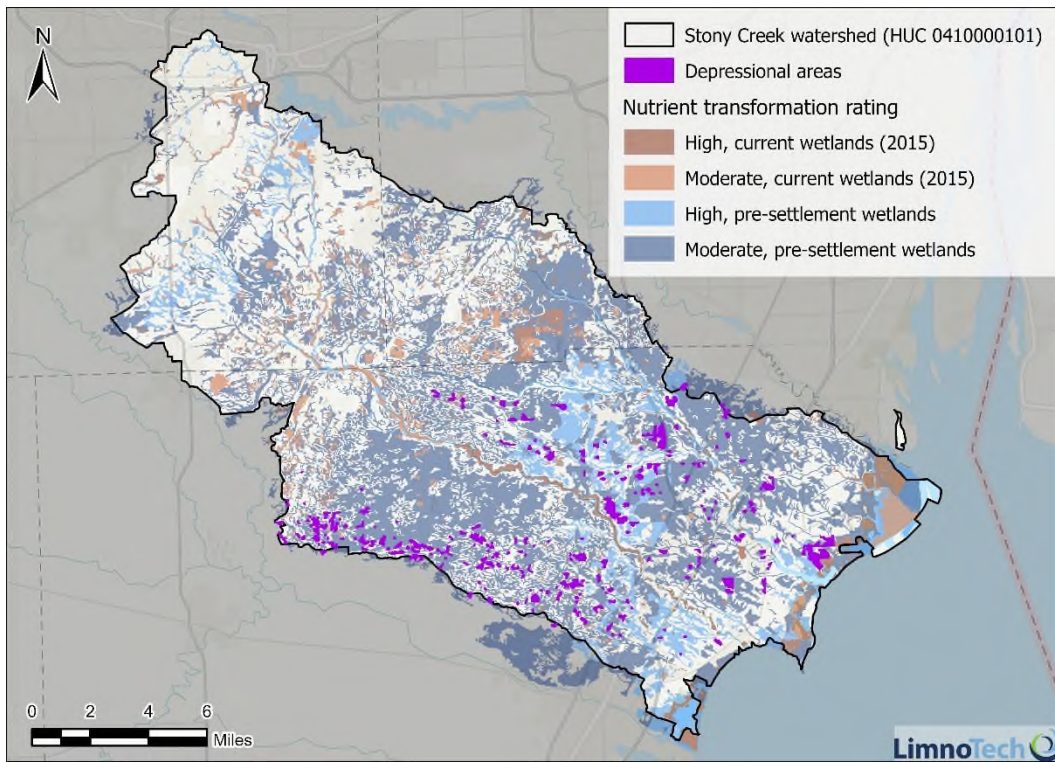 N
Stony Creek watershed (HUC 0410000101)
Depressional areas
Nutrient transformation rating
High, current wetlands (2015)
Moderate, current wetlands (2015)
High, pre-settlement wetlands
Moderate, pre-settlement wetlands
0 2 4 6
Miles
LimnoTech